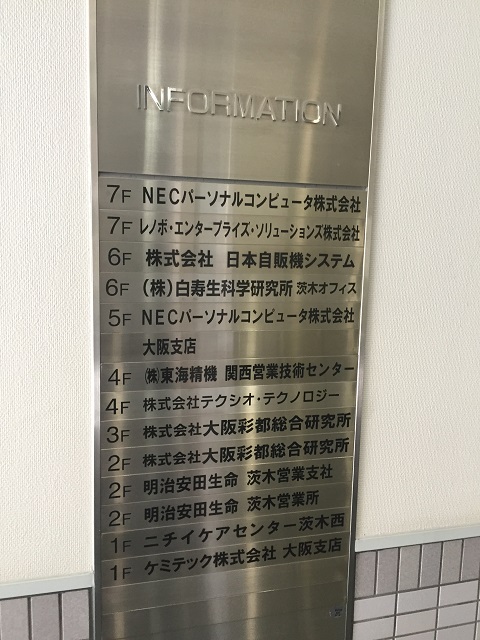 INFORMATION
7F NECパーソナルコンピュータ株式会社
7F レノボ・エンタープライズ・ソリューションズ株式会社
6F 株式会社 日本自販機システム
6F (株)白寿生科学研究所 茨木オフィス
5F NECパーソナルコンピュータ株式会社
大阪支店
4F ㈱東海精機 関西営業技術センター
4F 株式会社テクシオ・テクノロジー
3F 株式会社大阪彩都総合研究所
2F 株式会社大阪彩都総合研究所
2F 明治安田生命 茨木営業支社
2F 明治安田生命 茨木営業所
1F ニチイケアセンター茨木西
1F ケミテック株式会社 大阪支店